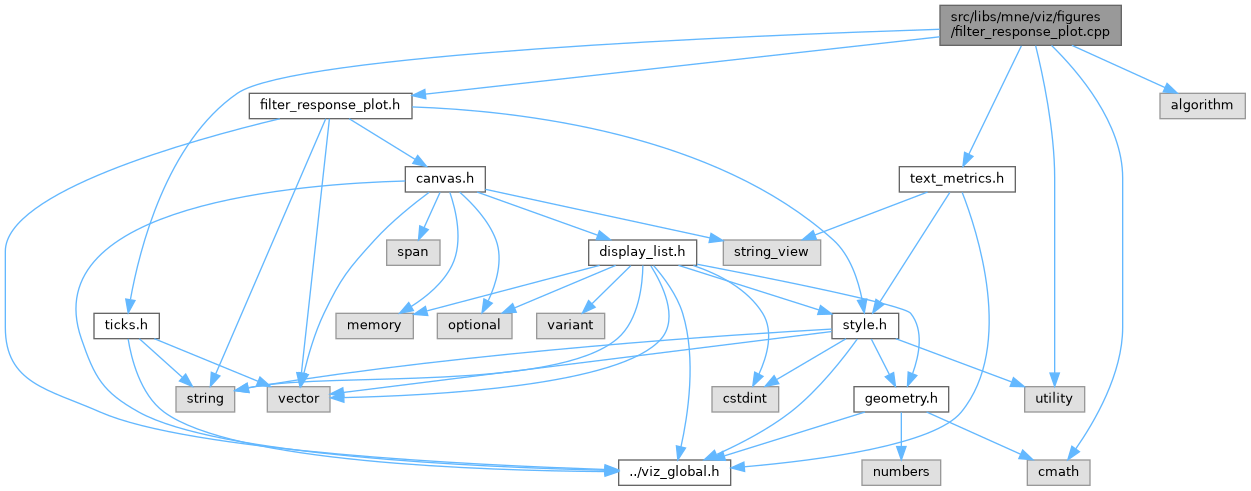 src/libs/mne/viz/figures
/filter_response_plot.cpp
filter_response_plot.h
algorithm
canvas.h
text_metrics.h
span
display_list.h
string_view
ticks.h
memory
optional
variant
style.h
string
vector
cstdint
geometry.h
utility
../viz_global.h
numbers
cmath